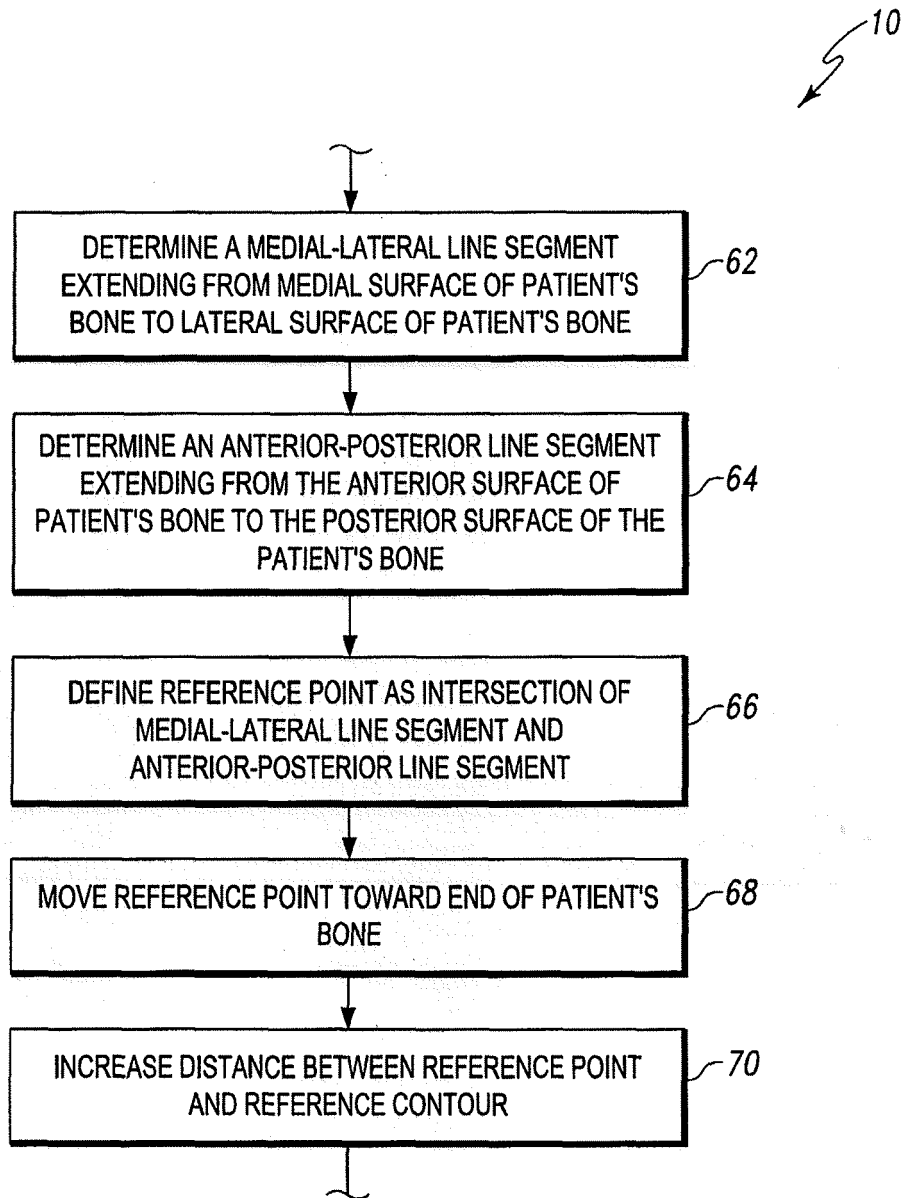 10
DETERMINE A MEDIAL-LATERAL LINE SEGMENT
EXTENDING FROM MEDIAL SURFACE OF PATIENT'S
BONE TO LATERAL SURFACE OF PATIENT'S BONE
62
DETERMINE AN ANTERIOR-POSTERIOR LINE SEGMENT
EXTENDING FROM THE ANTERIOR SURFACE OF
PATIENT'S BONE TO THE POSTERIOR SURFACE OF THE
PATIENT'S BONE
64
DEFINE REFERENCE POINT AS INTERSECTION OF
MEDIAL-LATERAL LINE SEGMENT AND
ANTERIOR-POSTERIOR LINE SEGMENT
66
MOVE REFERENCE POINT TOWARD END OF PATIENT'S
BONE
68
INCREASE DISTANCE BETWEEN REFERENCE POINT
AND REFERENCE CONTOUR
70